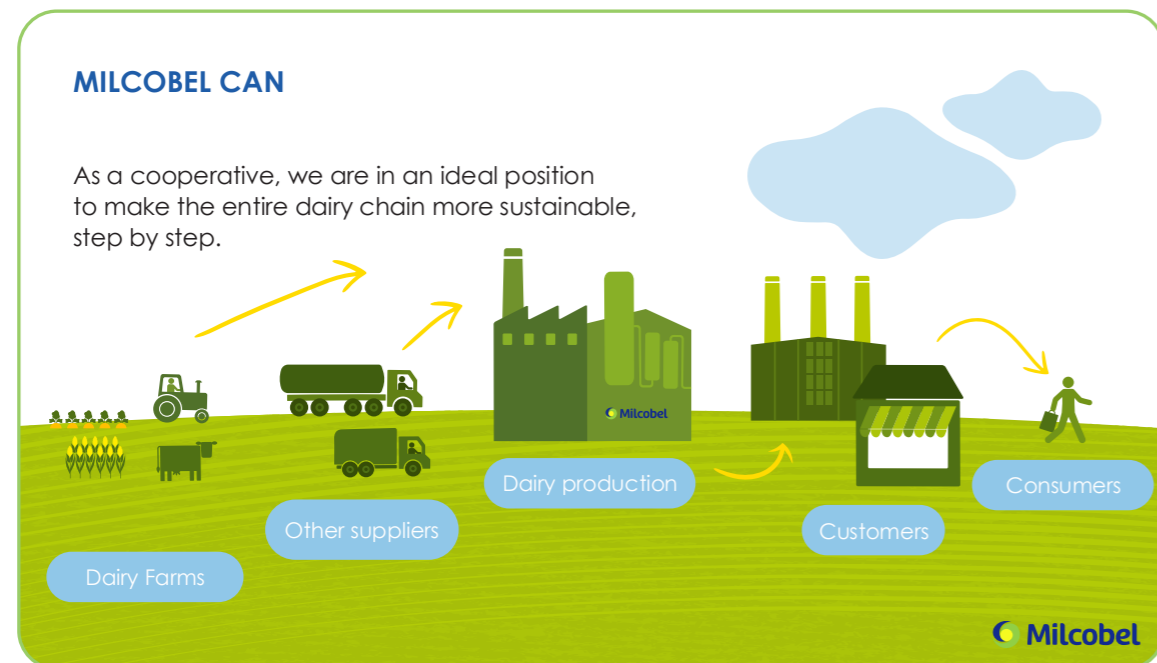 MILCOBEL CAN
As a cooperative, we are in an ideal position
to make the entire dairy chain more sustainable,
step by step.
Milcobel
Dairy production
Consumers
Other suppliers
Customers
Dairy Farms
Milcobel